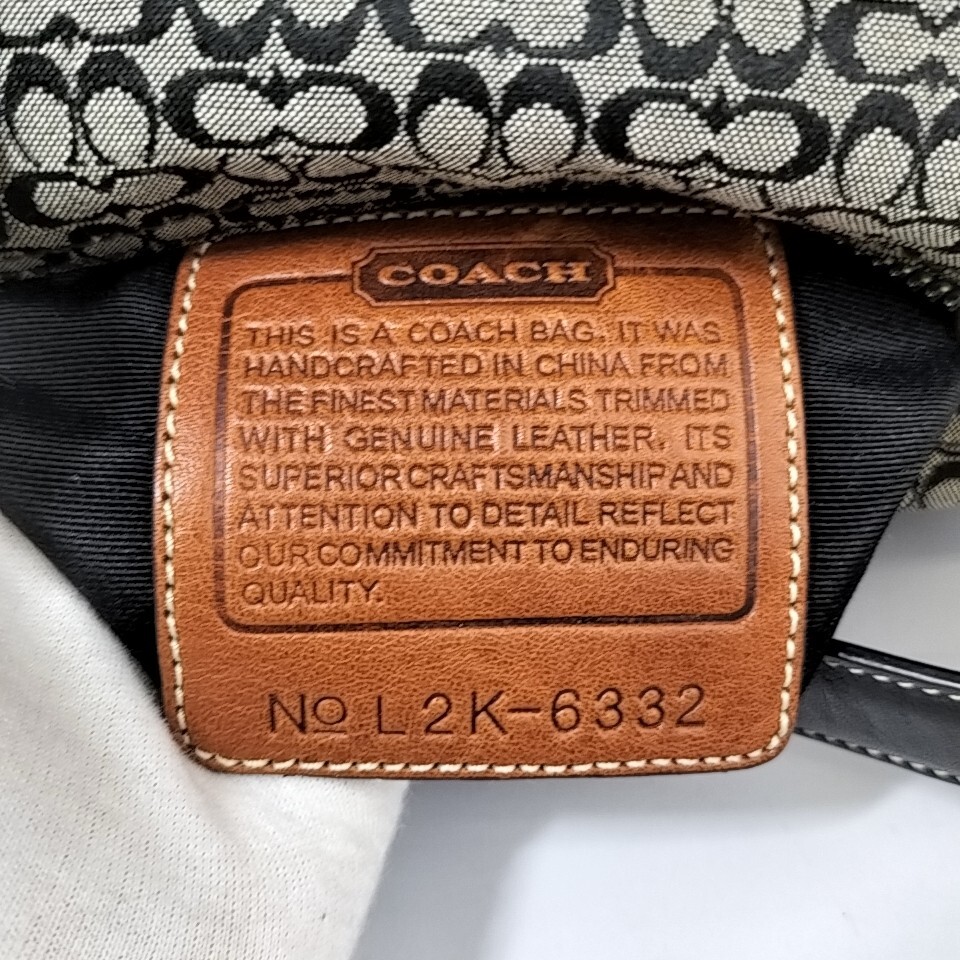 COACH
THIS IS A COACH BAG. IT WAS
HANDCRAFTED IN CHINA FROM
THE FINEST MATERIALS TRIMMED
WITH GENUINE LEATHER. ITS
SUPERIOR CRAFTSMANSHIP AND
ATTENTION TO DETAIL REFLECT
OUR COMMITMENT TO ENDURING
QUALITY.
No L2K-6332